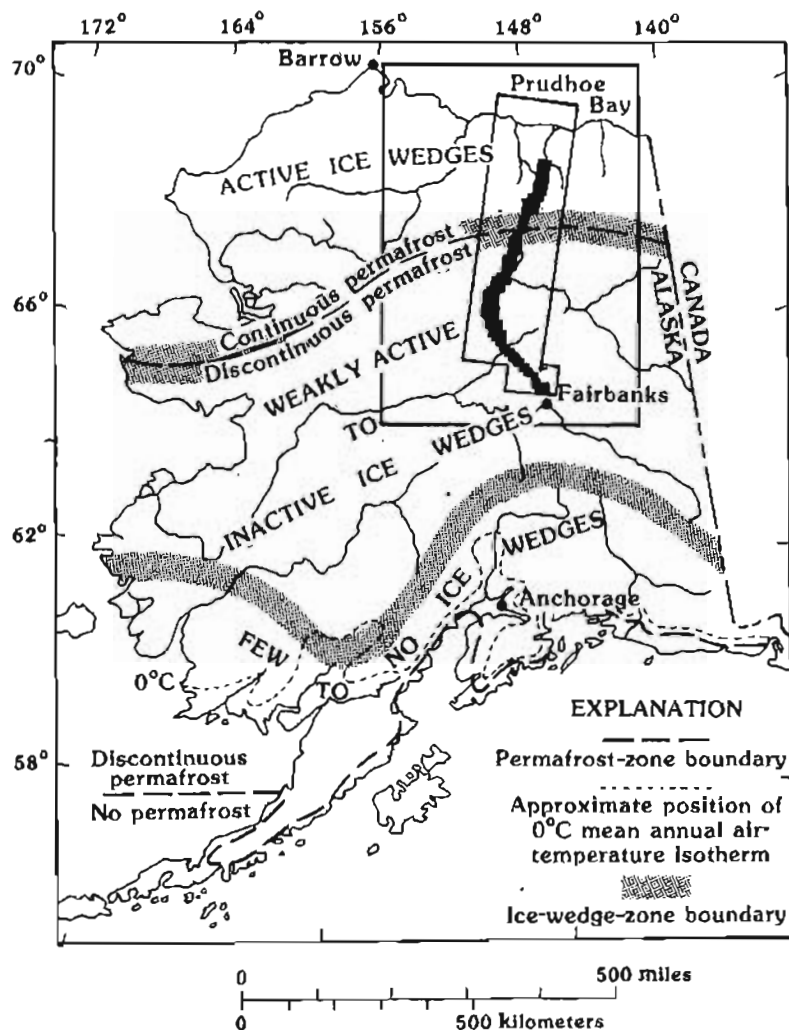 172° 164° 156° 148° 140°
70°
Barrow
Prudhoe
Bay
ACTIVE ICE WEDGES
Continuous permafrost
Discontinuous permafrost
CANADA
ALASKA
66°
WEAKLY ACTIVE
TO
INACTIVE ICE WEDGES
Fairbanks
62°
FEW
TO
NO
ICE
WEDGES
Anchorage
0°C
58°
Discontinuous
permafrost
No permafrost
EXPLANATION
Permafrost-zone boundary
Approximate position of
0°C mean annual air-
temperature isotherm
Ice-wedge-zone boundary
0 500 miles
0 500 kilometers